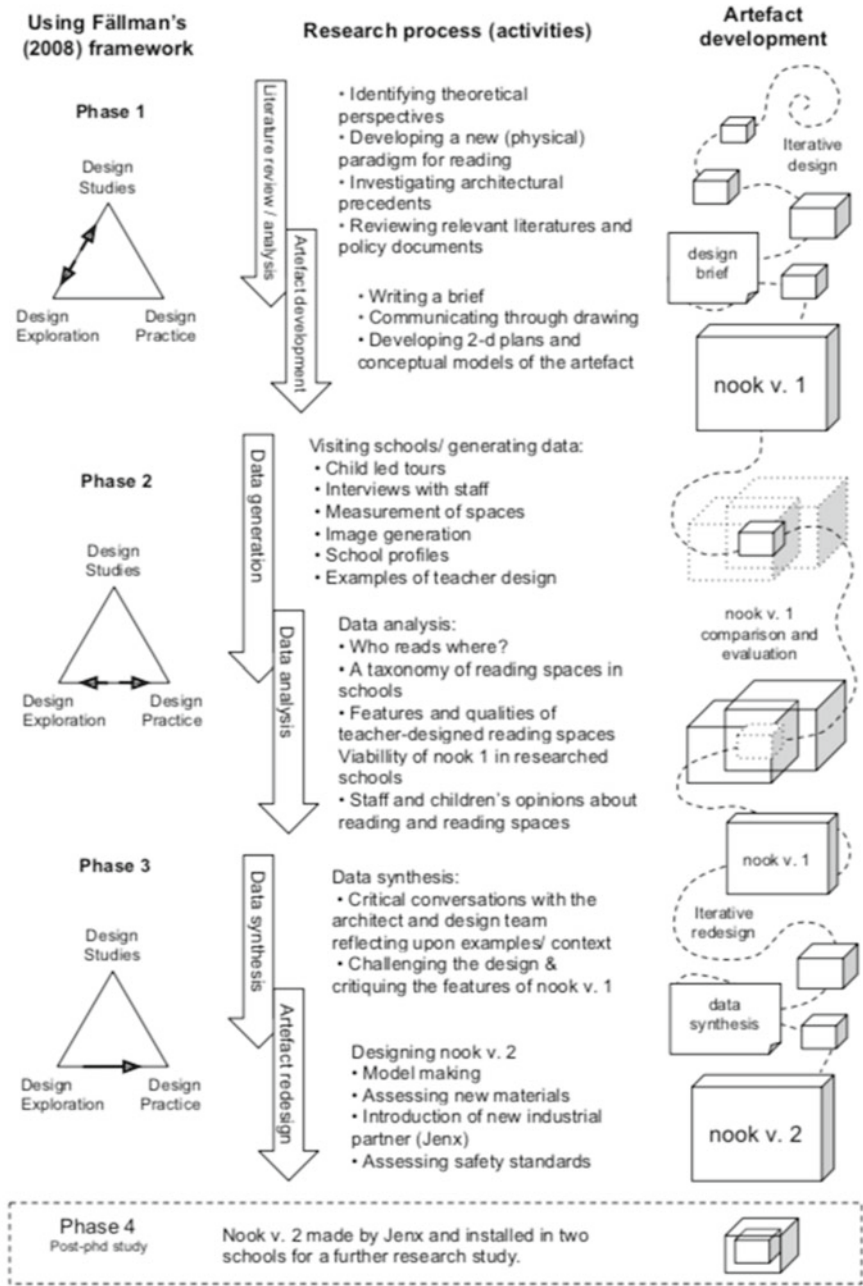 Using Fällman's
(2008) framework
Research process (activities)
Artefact
development
Phase 1
Design
Studies
Design
Exploration
Design
Practice
Literature review / analysis
Artefact development
• Identifying theoretical
perspectives
• Developing a new (physical)
paradigm for reading
• Investigating architectural
precedents
• Reviewing relevant literatures and
policy documents
• Writing a brief
• Communicating through drawing
• Developing 2-d plans and
conceptual models of the artefact
Iterative
design
design
brief
nook v. 1
Phase 2
Design
Studies
Design
Exploration
Design
Practice
Data generation
Data analysis
Visiting schools/ generating data:
• Child led tours
• Interviews with staff
• Measurement of spaces
• Image generation
• School profiles
• Examples of teacher design
Data analysis:
• Who reads where?
• A taxonomy of reading spaces in
schools
• Features and qualities of
teacher-designed reading spaces
Viabillity of nook 1 in researched
schools
• Staff and children's opinions about
reading and reading spaces
nook v. 1
comparison and
evaluation
nook v. 1
Phase 3
Design
Studies
Design
Exploration
Design
Practice
Data synthesis
Artefact redesign
Data synthesis:
• Critical conversations with the
architect and design team
reflecting upon examples/ context
• Challenging the design &
critiquing the features of nook v. 1
Designing nook v. 2
• Model making
• Assessing new materials
• Introduction of new industrial
partner (Jenx)
• Assessing safety standards
Iterative
redesign
data
synthesis
nook v. 2
Phase 4
Post-phd study
Nook v. 2 made by Jenx and installed in two
schools for a further research study.